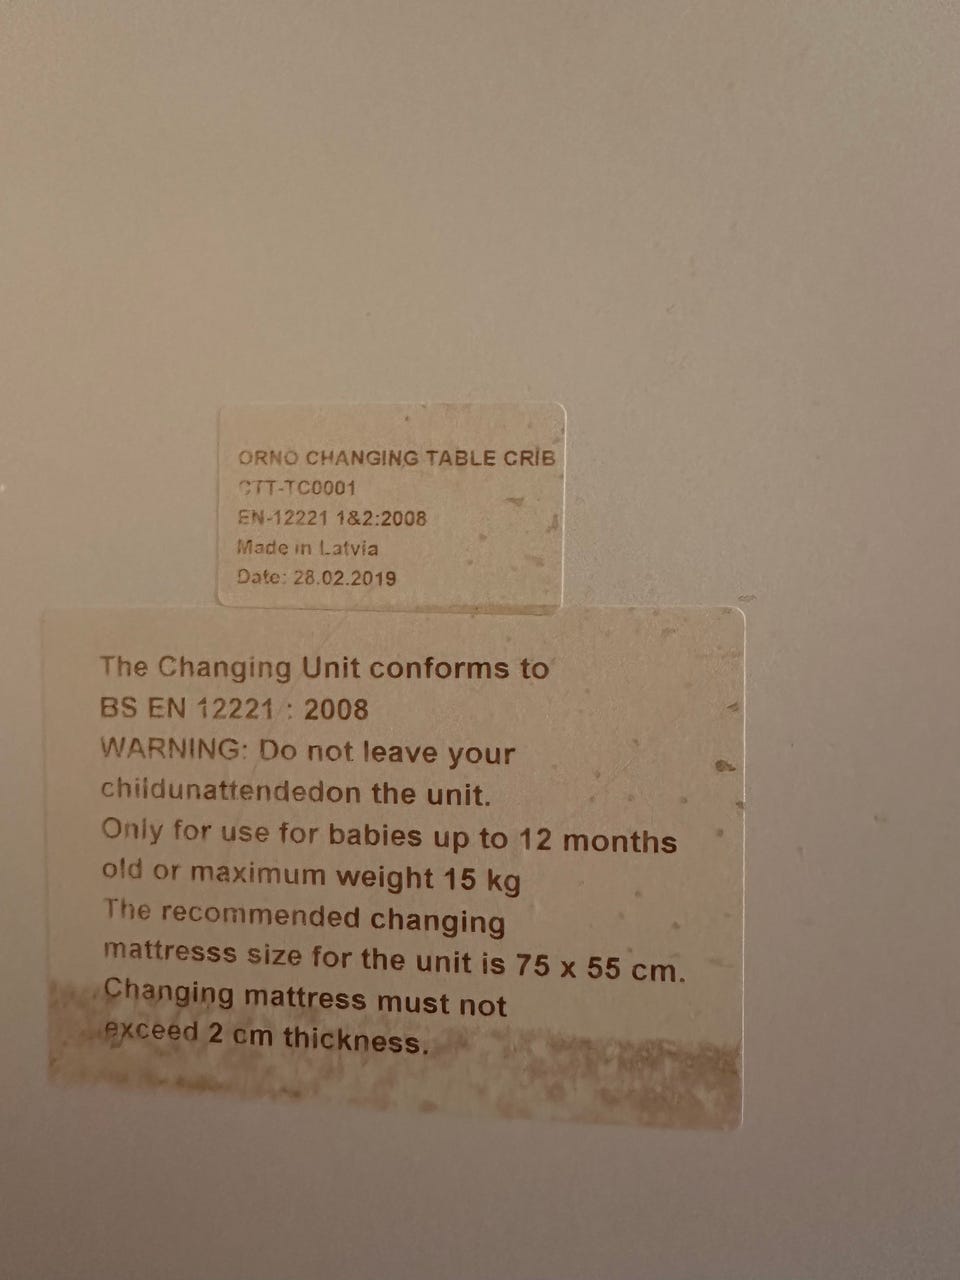 ORNO CHANGING TABLE CRIB
CTT-TC0001
EN-12221 1&2:2008
Made in Latvia
Date: 28.02.2019
The Changing Unit conforms to
BS EN 12221 : 2008
WARNING: Do not leave your
childunattendedon the unit.
Only for use for babies up to 12 months
old or maximum weight 15 kg
The recommended changing
mattresss size for the unit is 75 x 55 cm.
Changing mattress must not
exceed 2 cm thickness.